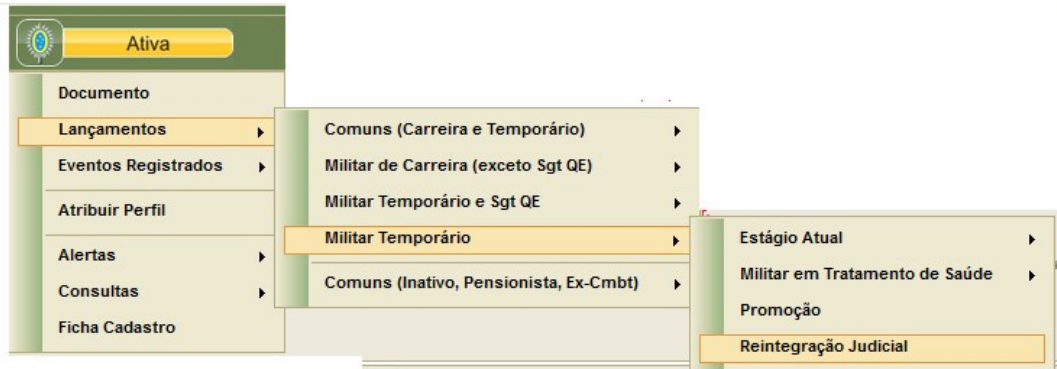 Ativa
Documento
Lançamentos
Eventos Registrados
Atribuir Perfil
Alertas
Consultas
Ficha Cadastro
Comuns (Carreira e Temporário)
Militar de Carreira (exceto Sgt QE)
Militar Temporário e Sgt QE
Militar Temporário
Comuns (Inativo, Pensionista, Ex-Cmbt)
Estágio Atual
Militar em Tratamento de Saúde
Promoção
Reintegração Judicial